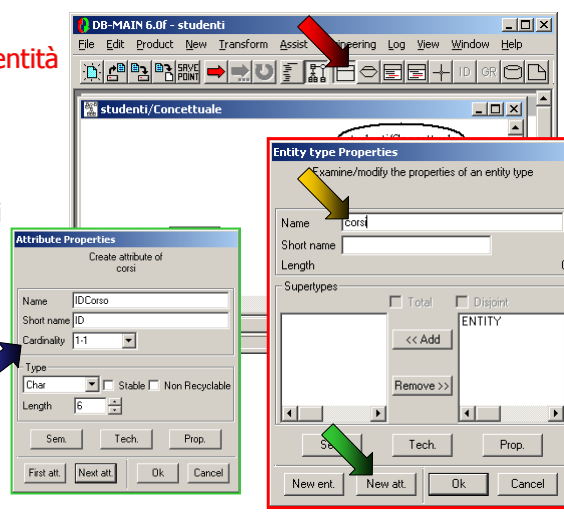 DB-MAIN 6.0f - studenti
File Edit Product New Transform Assist Engineering Log View Window Help
entità
SAVE POINT ID GR
studenti/Concettuale
Entity type Properties
Examine/modify the properties of an entity type
Name corsi
Short name
Length 0
Supertypes
Total Disjoint
ENTITY
<< Add
Remove >>
Sem. Tech. Prop.
New ent. New att. Ok Cancel
i
Attribute Properties
Create attribute of
corsi
Name IDCorso
Short name ID
Cardinality 1-1
Type
Char Stable Non Recyclable
Length 6
Sem. Tech. Prop.
First att. Next att. Ok Cancel